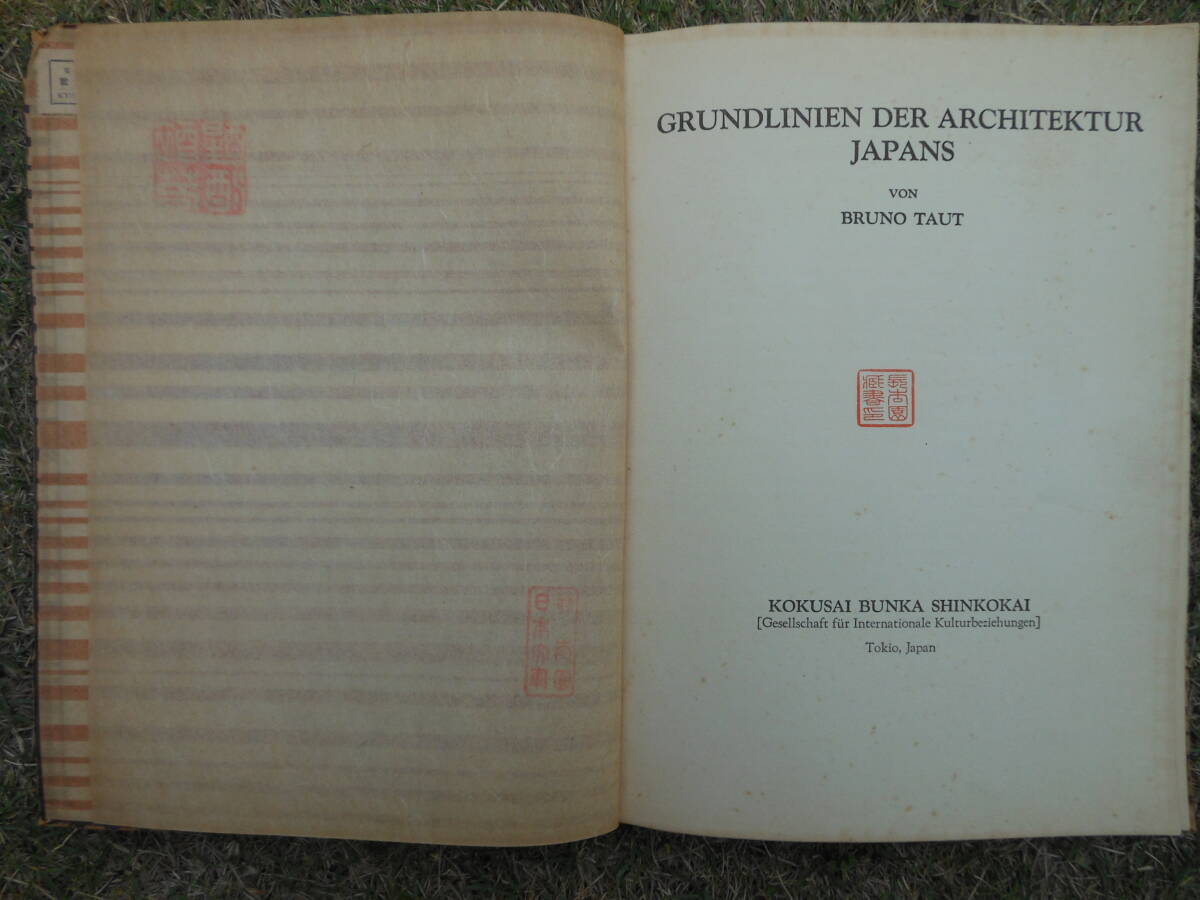 GRUNDLINIEN DER ARCHITEKTUR
JAPANS
VON
BRUNO TAUT
KOKUSAI BUNKA SHINKOKAI
[Gesellschaft für Internationale Kulturbeziehungen]
Tokio, Japan